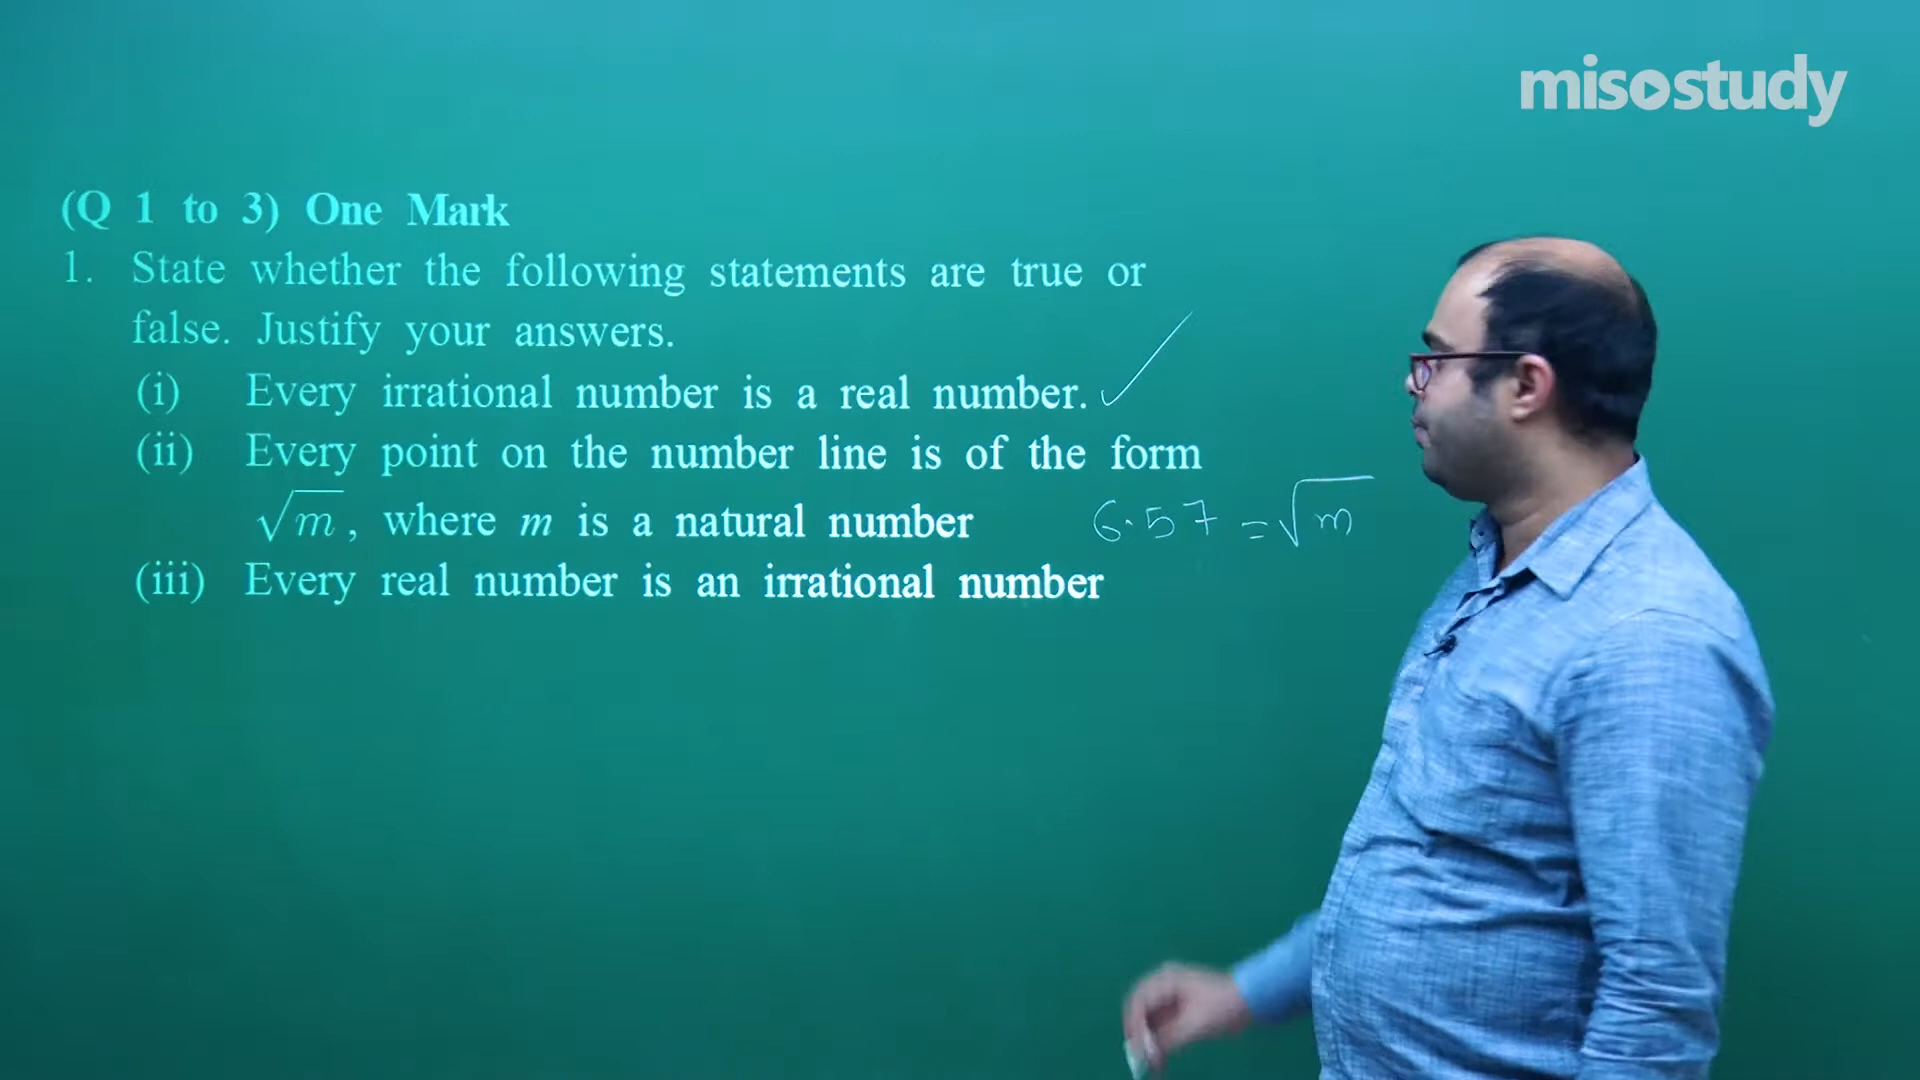 misostudy
(Q 1 to 3) One Mark
1. State whether the following statements are true or
false. Justify your answers.
(i) Every irrational number is a real number. ✓
(ii) Every point on the number line is of the form
√m, where m is a natural number
6.57 = √m
(iii) Every real number is an irrational number